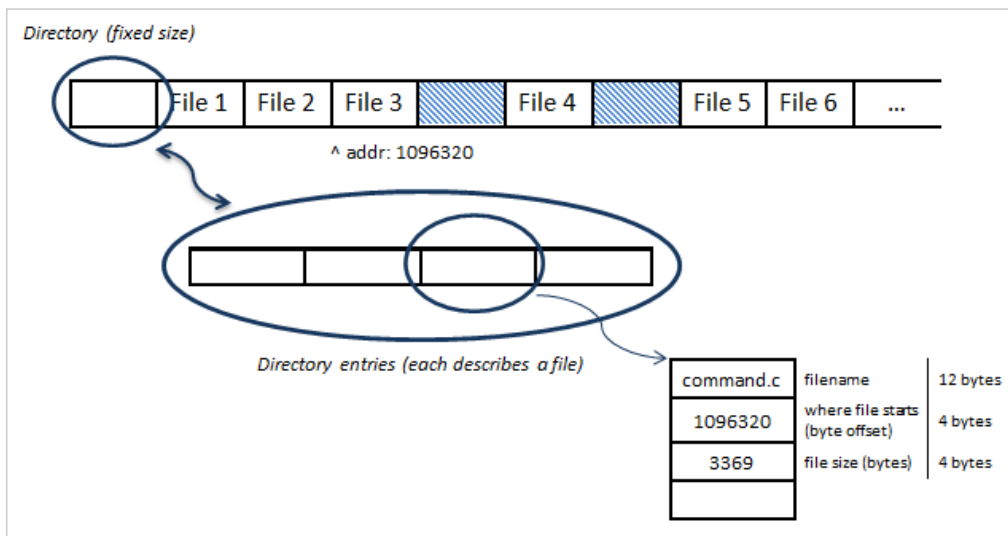 Directory (fixed size)
File 1 File 2 File 3 File 4 File 5 File 6 ...
^ addr: 1096320
Directory entries (each describes a file)
command.c filename 12 bytes
1096320 where file starts
(byte offset) 4 bytes
3369 file size (bytes) 4 bytes